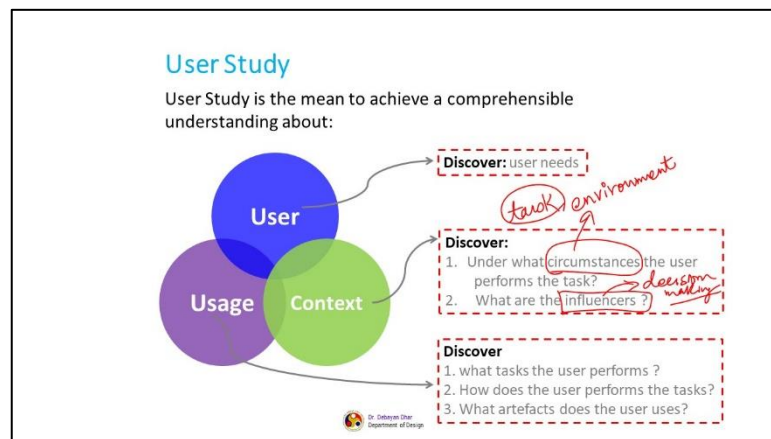 User Study
User Study is the mean to achieve a comprehensible
understanding about:
User
Usage
Context
Discover: user needs
task, environment
Discover:
1. Under what circumstances the user
performs the task?
2. What are the influencers ?
decision
making
Discover
1. what tasks the user performs ?
2. How does the user performs the tasks?
3. What artefacts does the user uses?
Dr. Debayan Dhar
Department of Design